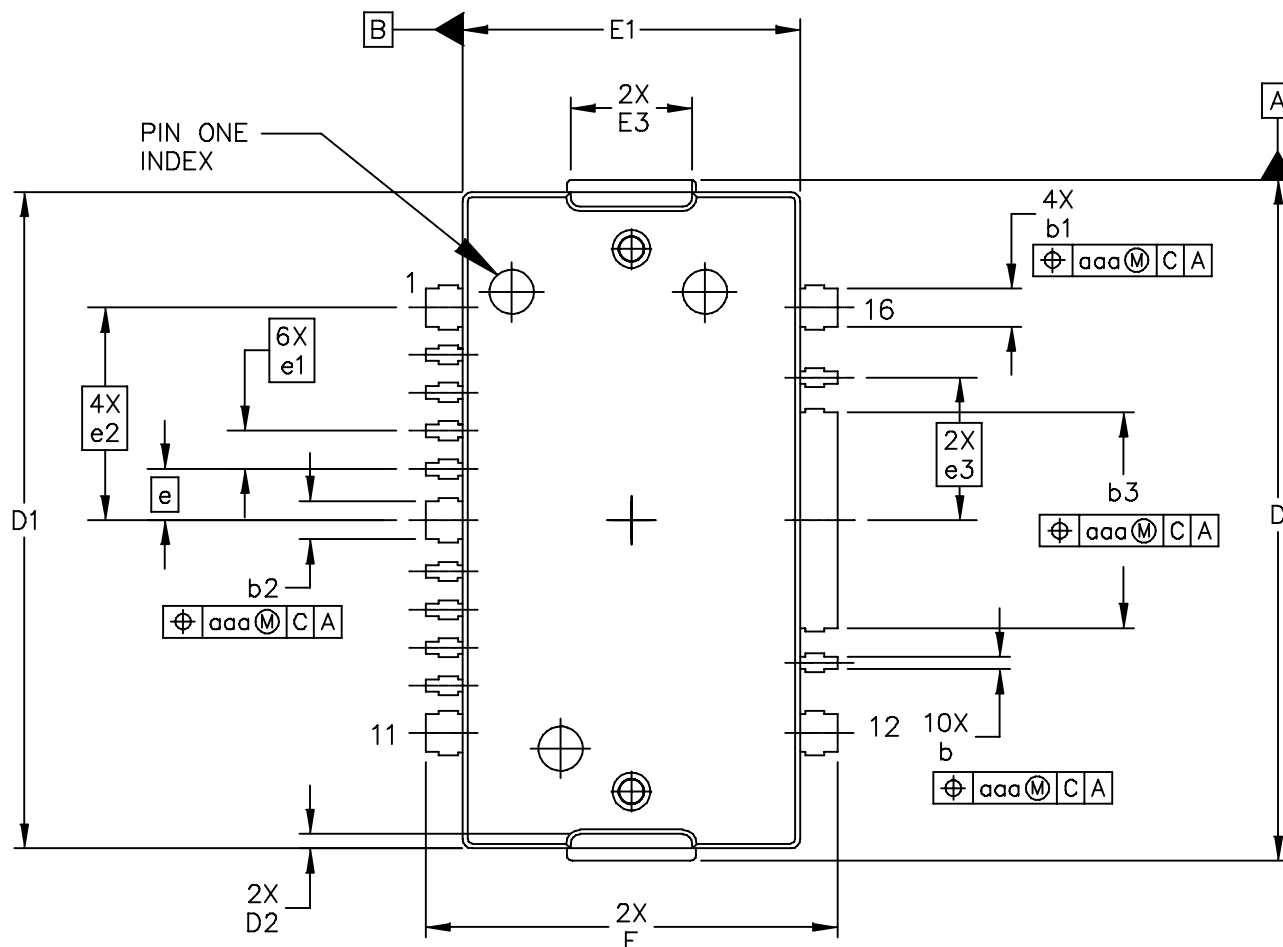 B
E1
2X
E3
A
PIN ONE
INDEX
4X
b1
⌖ aaa Ⓜ C A
1
16
6X
e1
4X
e2
2X
e3
e
b3
⌖ aaa Ⓜ C A
D1
D
b2
⌖ aaa Ⓜ C A
11
12
10X
b
⌖ aaa Ⓜ C A
2X
D2
2X